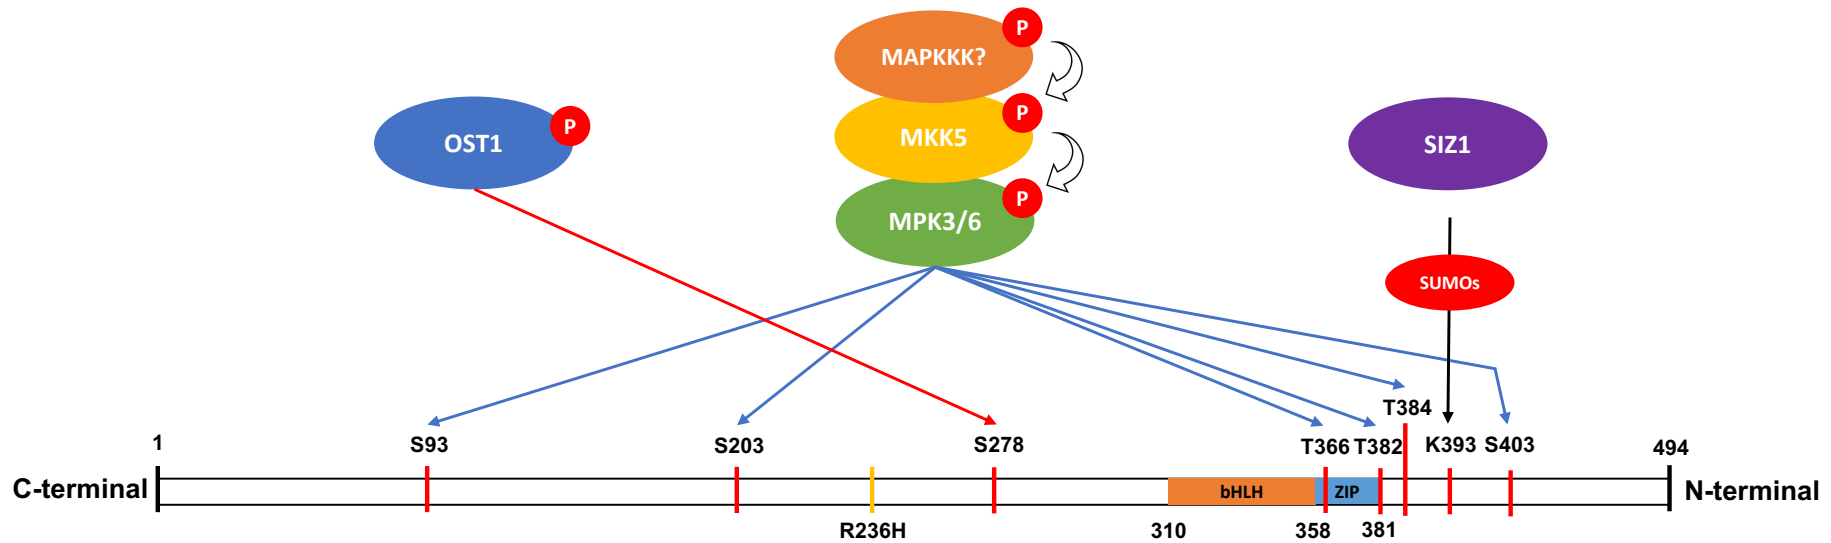 MAPKKK?
P
OST1
P
MKK5
P
SIZ1
MPK3/6
P
SUMOs
T384
1
S93
S203
S278
T366
T382
K393
S403
494
C-terminal
bHLH
ZIP
N-terminal
R236H
310
358
381